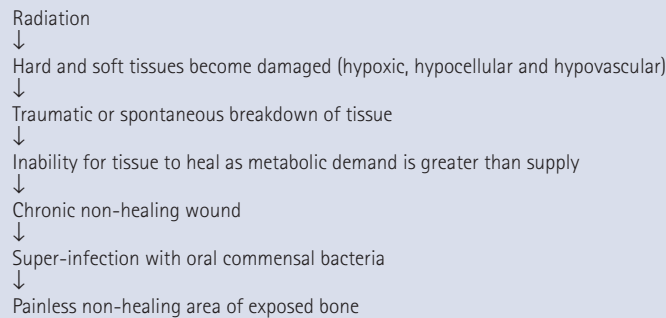 Radiation
↓
Hard and soft tissues become damaged (hypoxic, hypocellular and hypovascular)
↓
Traumatic or spontaneous breakdown of tissue
↓
Inability for tissue to heal as metabolic demand is greater than supply
↓
Chronic non-healing wound
↓
Super-infection with oral commensal bacteria
↓
Painless non-healing area of exposed bone